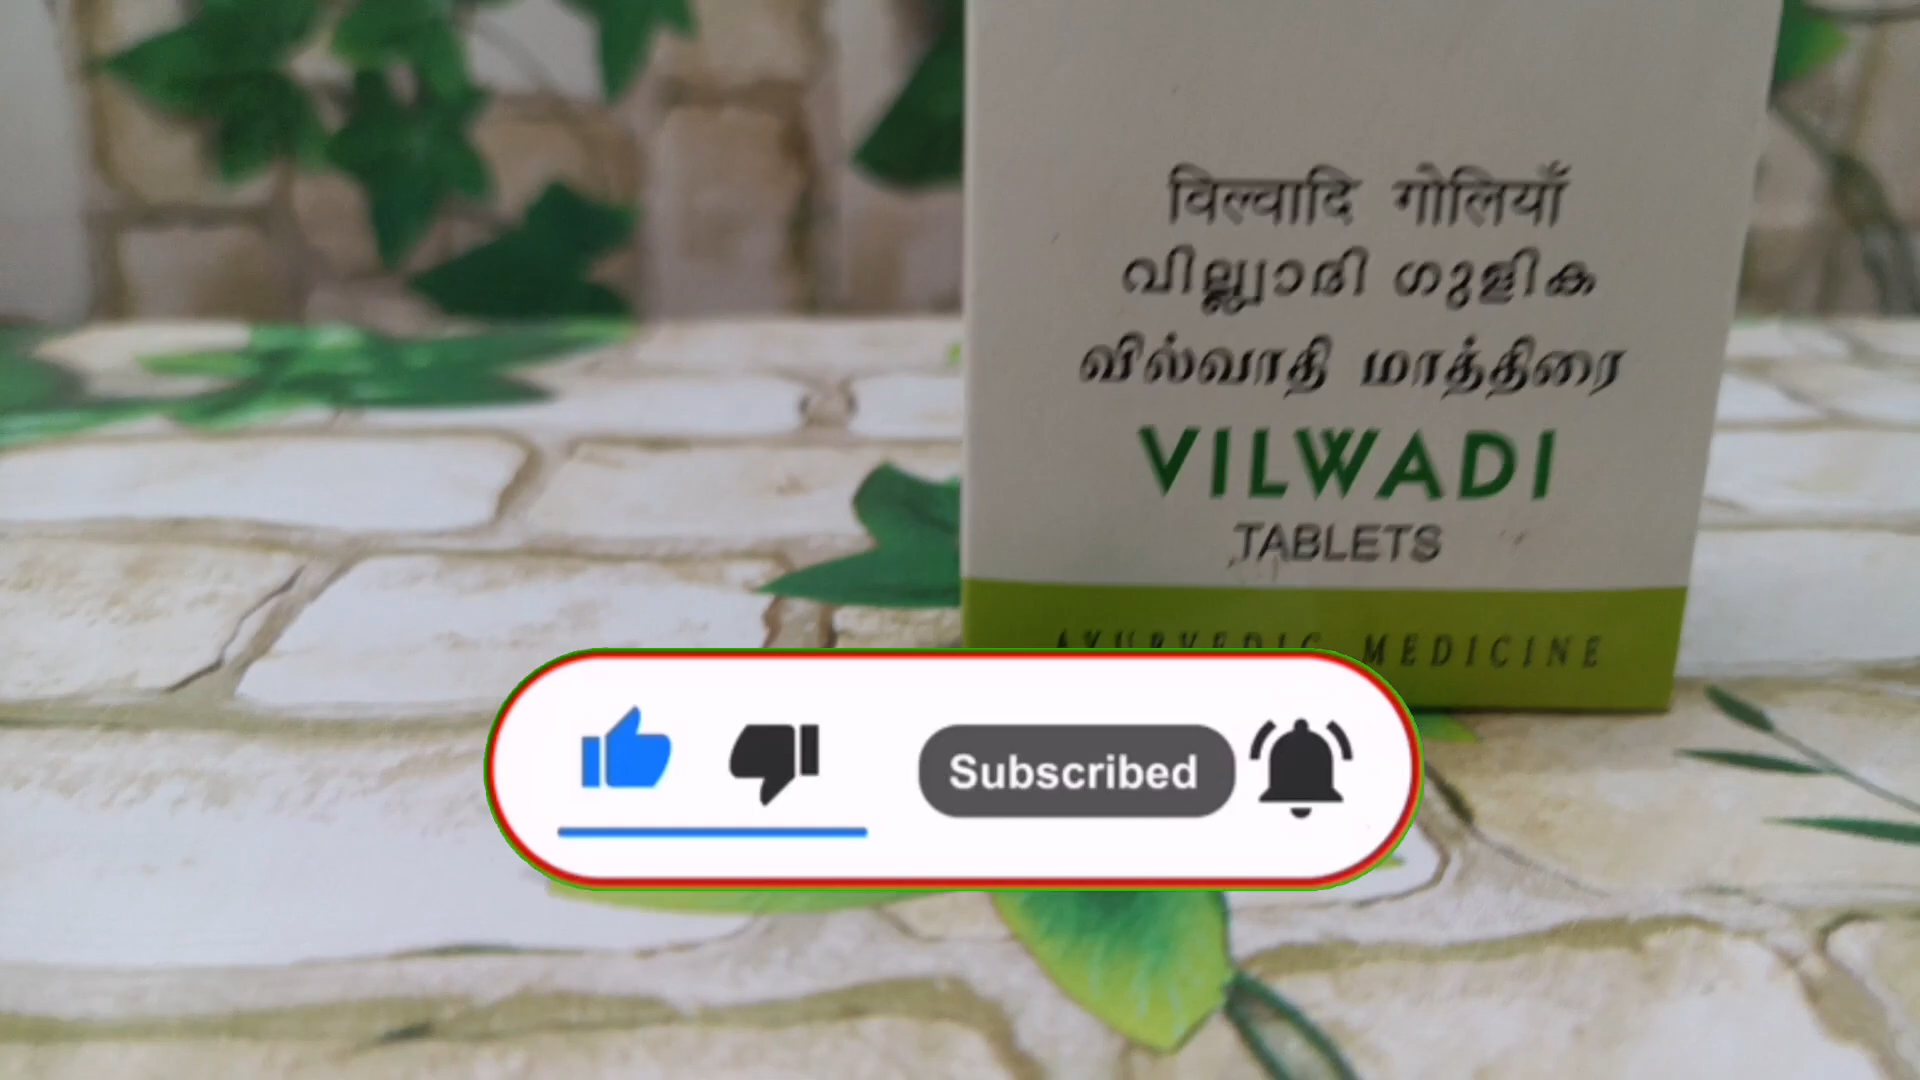 विल्वादि गोलियाँ
വില്ല്വാദി ഗുളിക
வில்வாதி மாத்திரை
VILWADI
TABLETS
AYURVEDIC MEDICINE
Subscribed